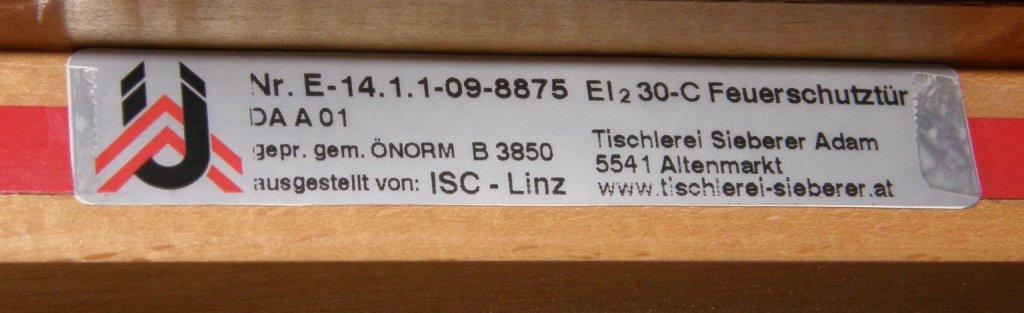 Nr. E-14.1.1-09-8875 EI₂ 30-C Feuerschutztür
DA A 01
gepr. gem. ÖNORM B 3850
ausgestellt von: ISC - Linz
Tischlerei Sieberer Adam
5541 Altenmarkt
www.tischlerei-sieberer.at